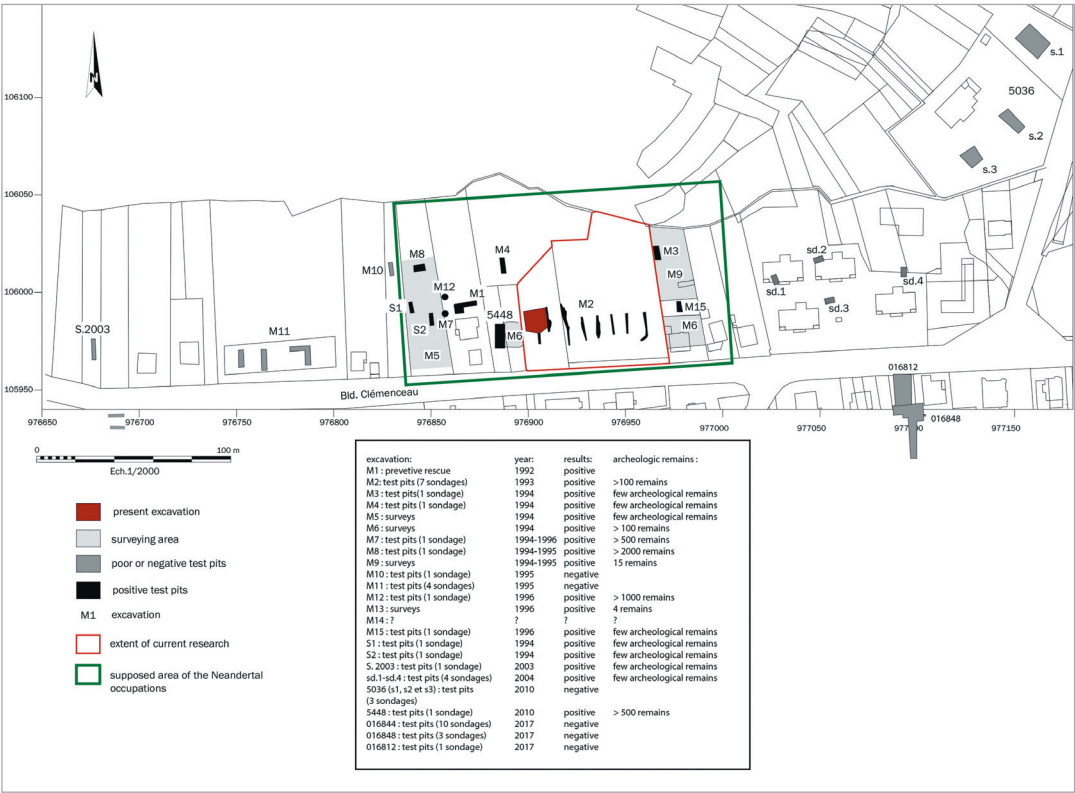 N
s.1
106100
5036
s.2
s.3
106050
M4
M3
M8
sd.2
M10
M9
sd.4
M12
sd.1
106000
M1
M15
S1
M2
sd.3
M7
5448
S.2003
S2
M11
M6
M6
M5
016812
105950
Bld. Clémenceau
016848
976650
976700
976750
976800
976850
976900
976950
977000
977050
977100
977150
0
100 m
Ech.1/2000
present excavation
surveying area
poor or negative test pits
positive test pits
M1 excavation
extent of current research
supposed area of the Neandertal
occupations
excavation: year: results: archeologic remains :
M1 : prevetive rescue 1992 positive
M2: test pits (7 sondages) 1993 positive >100 remains
M3 : test pits(1 sondage) 1994 positive few archeological remains
M4 : test pits (1 sondage) 1994 positive few archeological remains
M5 : surveys 1994 positive few archeological remains
M6 : surveys 1994 positive > 100 remains
M7 : test pits (1 sondage) 1994-1996 positive > 500 remains
M8 : test pits (1 sondage) 1994-1995 positive > 2000 remains
M9 : surveys 1994-1995 positive 15 remains
M10 : test pits (1 sondage) 1995 negative
M11 : test pits (4 sondages) 1995 negative
M12 : test pits (1 sondage) 1996 positive > 1000 remains
M13 : surveys 1996 positive 4 remains
M14 : ? ? ? ?
M15 : test pits (1 sondage) 1996 positive few archeological remains
S1 : test pits (1 sondage) 1994 positive few archeological remains
S2 : test pits (1 sondage) 1994 positive few archeological remains
S. 2003 : test pits (1 sondage) 2003 positive few archeological remains
sd.1-sd.4 : test pits (4 sondages) 2004 positive few archeological remains
5036 (s1, s2 et s3) : test pits 2010 negative
(3 sondages)
5448 : test pits (1 sondage) 2010 positive > 500 remains
016844 : test pits (10 sondages) 2017 negative
016848 : test pits (3 sondages) 2017 negative
016812 : test pits (1 sondage) 2017 negative